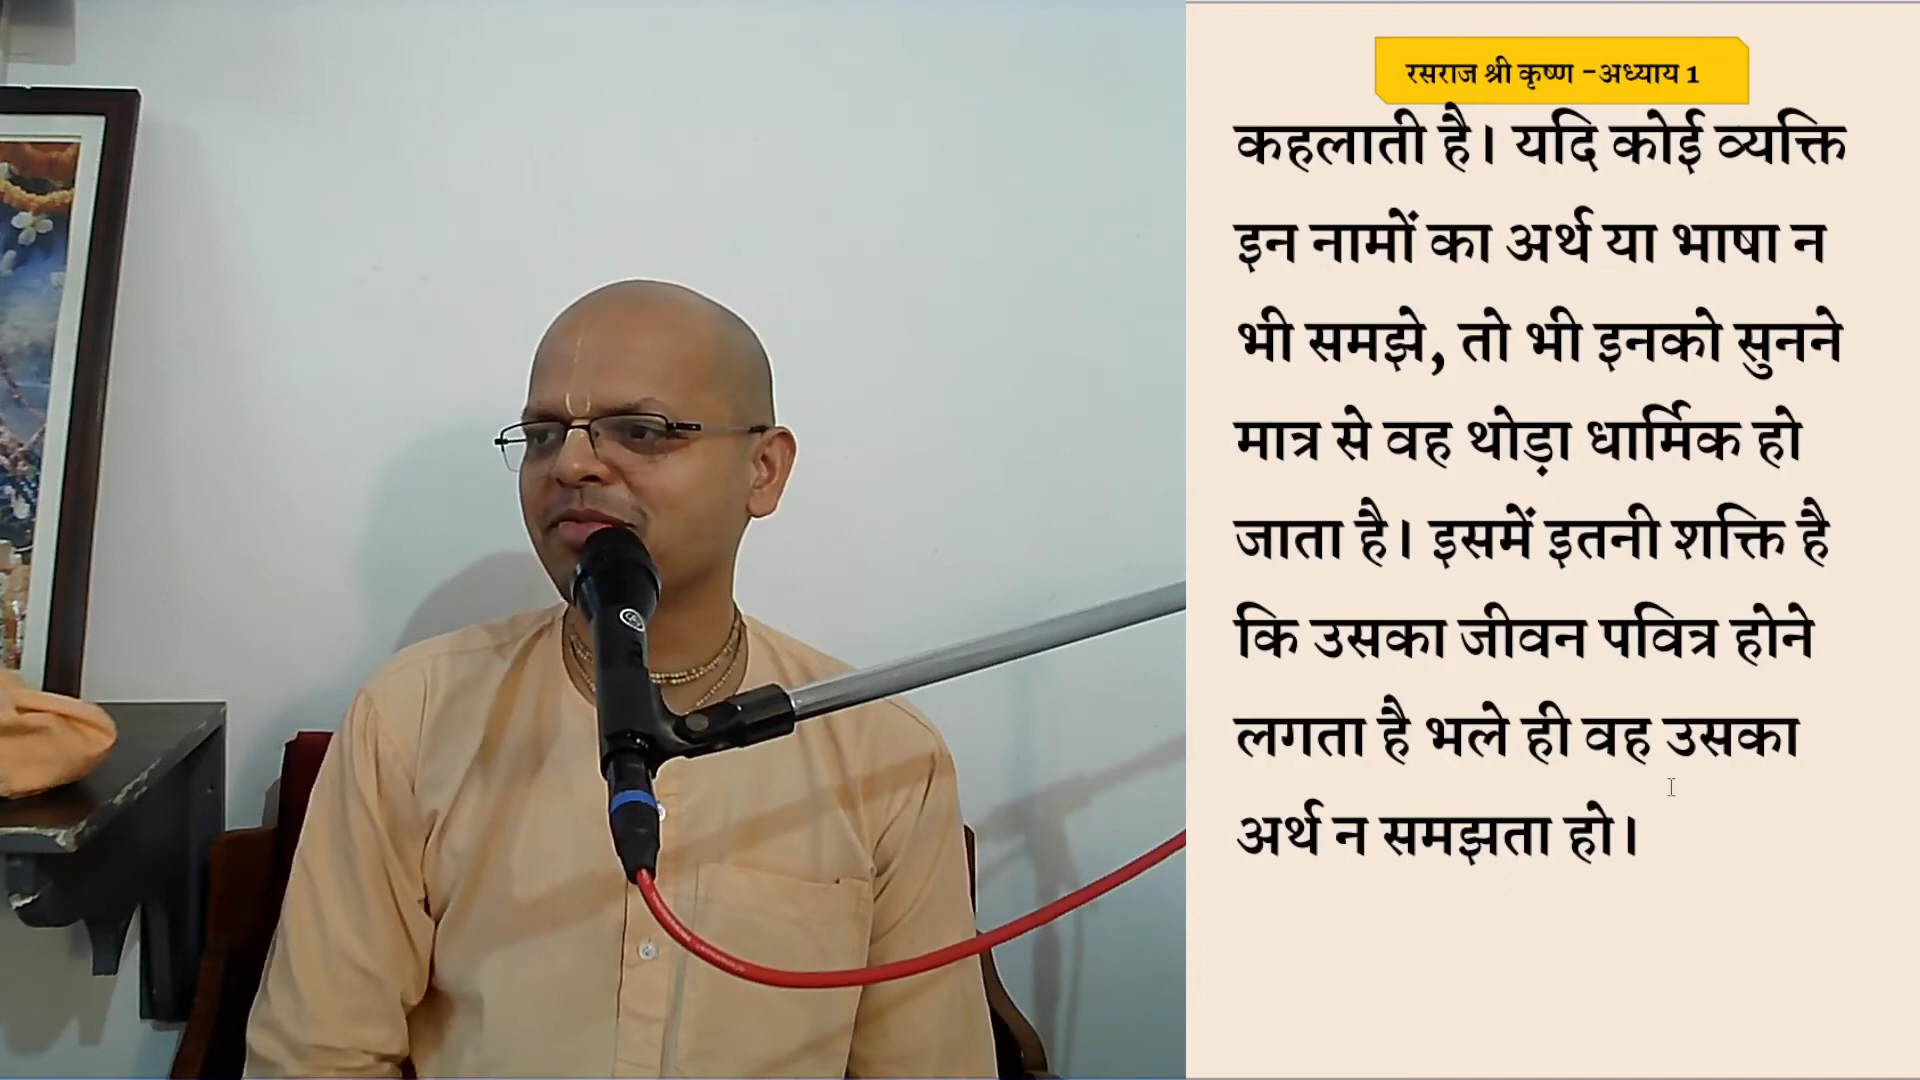 रसराज श्री कृष्ण -अध्याय 1
कहलाती है। यदि कोई व्यक्ति
इन नामों का अर्थ या भाषा न
भी समझे, तो भी इनको सुनने
मात्र से वह थोड़ा धार्मिक हो
जाता है। इसमें इतनी शक्ति है
कि उसका जीवन पवित्र होने
लगता है भले ही वह उसका
अर्थ न समझता हो।